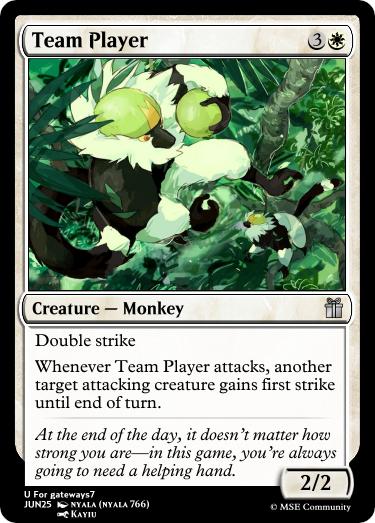 Team Player 3
Creature — Monkey
Double strike
Whenever Team Player attacks, another
target attacking creature gains first strike
until end of turn.
At the end of the day, it doesn't matter how
strong you are—in this game, you're always
going to need a helping hand.
2/2
U For gateways7
JUN25 NYALA (NYALA 766)
KAYIU
© MSE Community